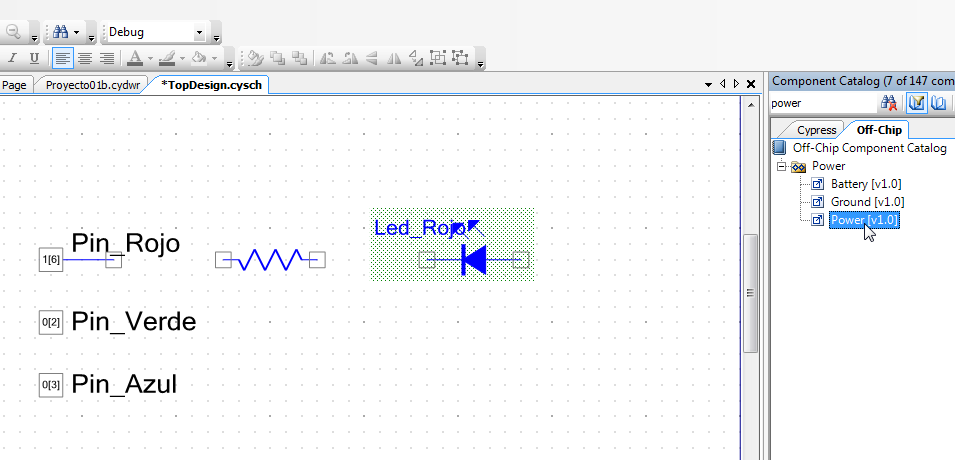 Debug
I U A
Page Proyecto01b.cydwr *TopDesign.cysch
Component Catalog (7 of 147 com
power
Cypress Off-Chip
Off-Chip Component Catalog
Power
Battery [v1.0]
Ground [v1.0]
Power [v1.0]
Led_Rojo
Pin_Rojo
1[6]
0[2] Pin_Verde
0[3] Pin_Azul